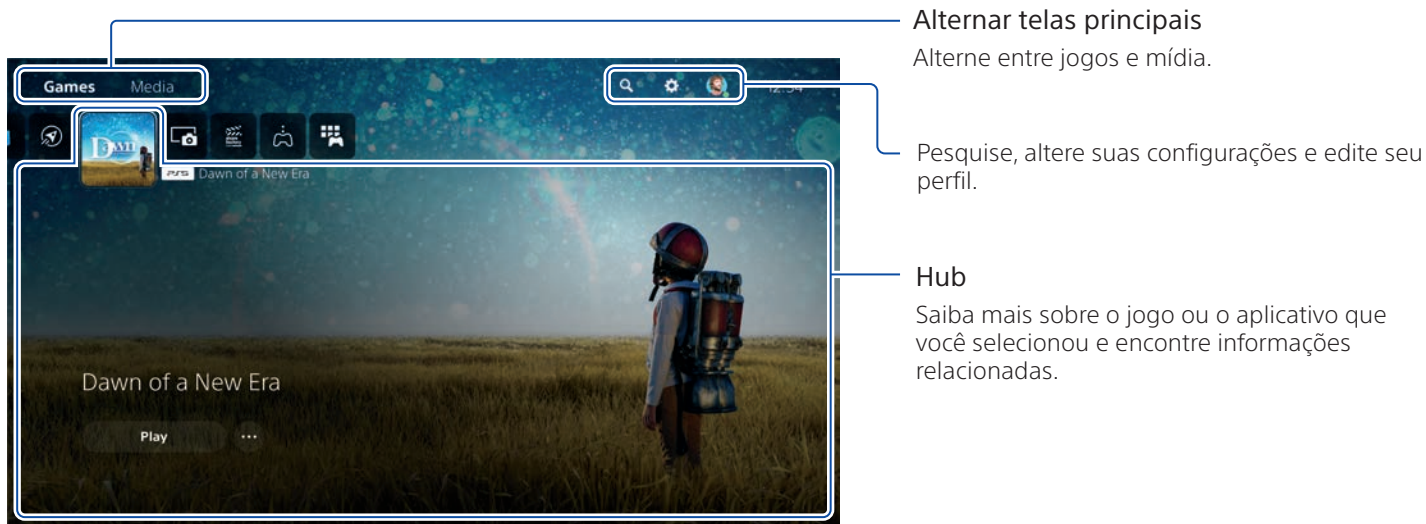 Alternar telas principais
Alterne entre jogos e mídia.
Games Media
Dawn
PS5 Dawn of a New Era
Pesquise, altere suas configurações e edite seu
perfil.
Hub
Saiba mais sobre o jogo ou o aplicativo que
você selecionou e encontre informações
relacionadas.
Dawn of a New Era
Play